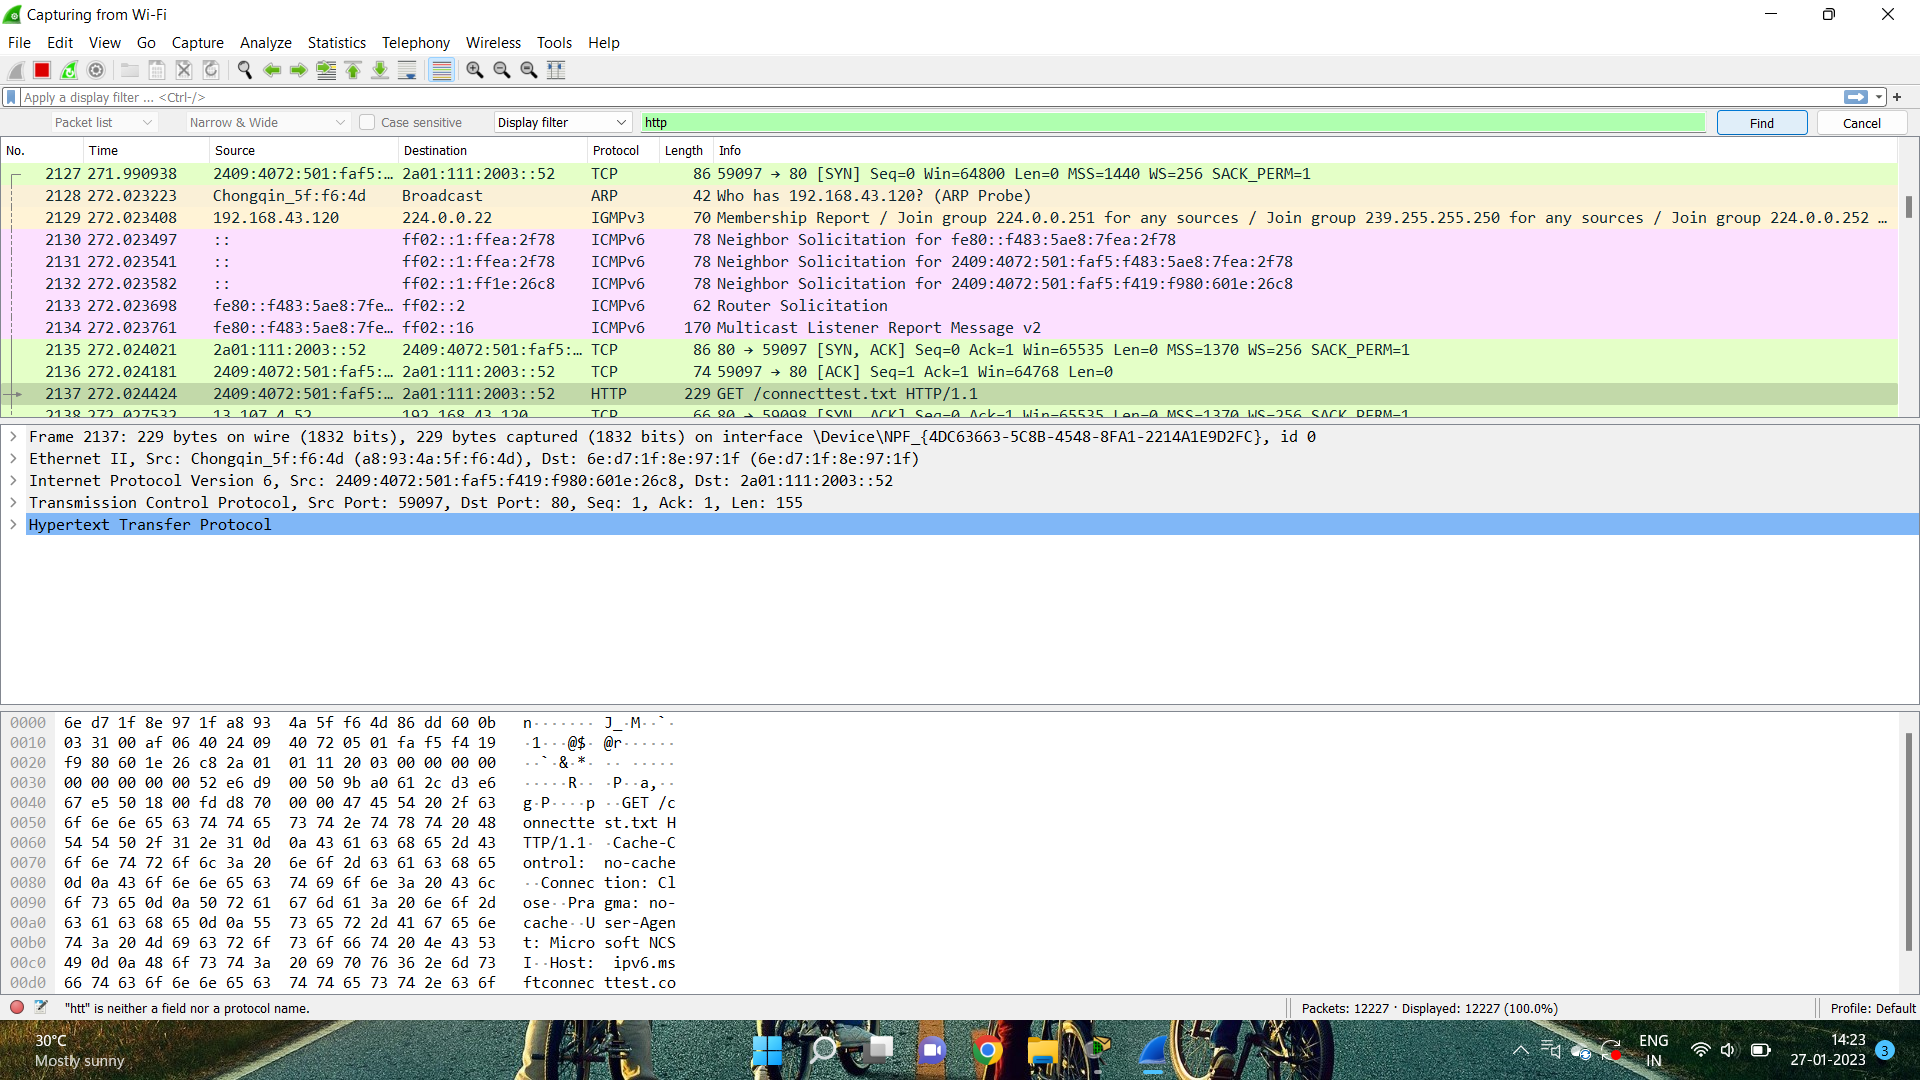 Capturing from Wi-Fi
File Edit View Go Capture Analyze Statistics Telephony Wireless Tools Help
Apply a display filter ... <Ctrl-/>
Packet list Narrow & Wide Case sensitive Display filter http Find Cancel
No. Time Source Destination Protocol Length Info
2127 271.990938 2409:4072:501:faf5:… 2a01:111:2003::52 TCP 86 59097 → 80 [SYN] Seq=0 Win=64800 Len=0 MSS=1440 WS=256 SACK_PERM=1
2128 272.023223 Chongqin_5f:f6:4d Broadcast ARP 42 Who has 192.168.43.120? (ARP Probe)
2129 272.023408 192.168.43.120 224.0.0.22 IGMPv3 70 Membership Report / Join group 224.0.0.251 for any sources / Join group 239.255.255.250 for any sources / Join group 224.0.0.252 …
2130 272.023497 :: ff02::1:ffea:2f78 ICMPv6 78 Neighbor Solicitation for fe80::f483:5ae8:7fea:2f78
2131 272.023541 :: ff02::1:ffea:2f78 ICMPv6 78 Neighbor Solicitation for 2409:4072:501:faf5:f483:5ae8:7fea:2f78
2132 272.023582 :: ff02::1:ff1e:26c8 ICMPv6 78 Neighbor Solicitation for 2409:4072:501:faf5:f419:f980:601e:26c8
2133 272.023698 fe80::f483:5ae8:7fe… ff02::2 ICMPv6 62 Router Solicitation
2134 272.023761 fe80::f483:5ae8:7fe… ff02::16 ICMPv6 170 Multicast Listener Report Message v2
2135 272.024021 2a01:111:2003::52 2409:4072:501:faf5:… TCP 86 80 → 59097 [SYN, ACK] Seq=0 Ack=1 Win=65535 Len=0 MSS=1370 WS=256 SACK_PERM=1
2136 272.024181 2409:4072:501:faf5:… 2a01:111:2003::52 TCP 74 59097 → 80 [ACK] Seq=1 Ack=1 Win=64768 Len=0
2137 272.024424 2409:4072:501:faf5:… 2a01:111:2003::52 HTTP 229 GET /connecttest.txt HTTP/1.1
2138 272.027532 13.107.4.52 192.168.43.120 TCP 66 80 → 59098 [SYN, ACK] Seq=0 Ack=1 Win=65535 Len=0 MSS=1370 WS=256 SACK_PERM=1
Frame 2137: 229 bytes on wire (1832 bits), 229 bytes captured (1832 bits) on interface \Device\NPF_{4DC63663-5C8B-4548-8FA1-2214A1E9D2FC}, id 0
Ethernet II, Src: Chongqin_5f:f6:4d (a8:93:4a:5f:f6:4d), Dst: 6e:d7:1f:8e:97:1f (6e:d7:1f:8e:97:1f)
Internet Protocol Version 6, Src: 2409:4072:501:faf5:f419:f980:601e:26c8, Dst: 2a01:111:2003::52
Transmission Control Protocol, Src Port: 59097, Dst Port: 80, Seq: 1, Ack: 1, Len: 155
Hypertext Transfer Protocol
0000 6e d7 1f 8e 97 1f a8 93 4a 5f f6 4d 86 dd 60 0b n······· J_·M··`·
0010 03 31 00 af 06 40 24 09 40 72 05 01 fa f5 f4 19 ·1···@$· @r······
0020 f9 80 60 1e 26 c8 2a 01 01 11 20 03 00 00 00 00 ··`·&·*· ·· ·····
0030 00 00 00 00 00 52 e6 d9 00 50 9b a0 61 2c d3 e6 ·····R·· ·P··a,··
0040 67 e5 50 18 00 fd d8 70 00 00 47 45 54 20 2f 63 g·P····p ··GET /c
0050 6f 6e 6e 65 63 74 74 65 73 74 2e 74 78 74 20 48 onnectte st.txt H
0060 54 54 50 2f 31 2e 31 0d 0a 43 61 63 68 65 2d 43 TTP/1.1· ·Cache-C
0070 6f 6e 74 72 6f 6c 3a 20 6e 6f 2d 63 61 63 68 65 ontrol: no-cache
0080 0d 0a 43 6f 6e 6e 65 63 74 69 6f 6e 3a 20 43 6c ··Connec tion: Cl
0090 6f 73 65 0d 0a 50 72 61 67 6d 61 3a 20 6e 6f 2d ose··Pra gma: no-
00a0 63 61 63 68 65 0d 0a 55 73 65 72 2d 41 67 65 6e cache··U ser-Agen
00b0 74 3a 20 4d 69 63 72 6f 73 6f 66 74 20 4e 43 53 t: Micro soft NCS
00c0 49 0d 0a 48 6f 73 74 3a 20 69 70 76 36 2e 6d 73 I··Host: ipv6.ms
00d0 66 74 63 6f 6e 6e 65 63 74 74 65 73 74 2e 63 6f ftconnec ttest.co
"htt" is neither a field nor a protocol name. Packets: 12227 · Displayed: 12227 (100.0%) Profile: Default
30°C
Mostly sunny
ENG
IN
14:23
27-01-2023
3